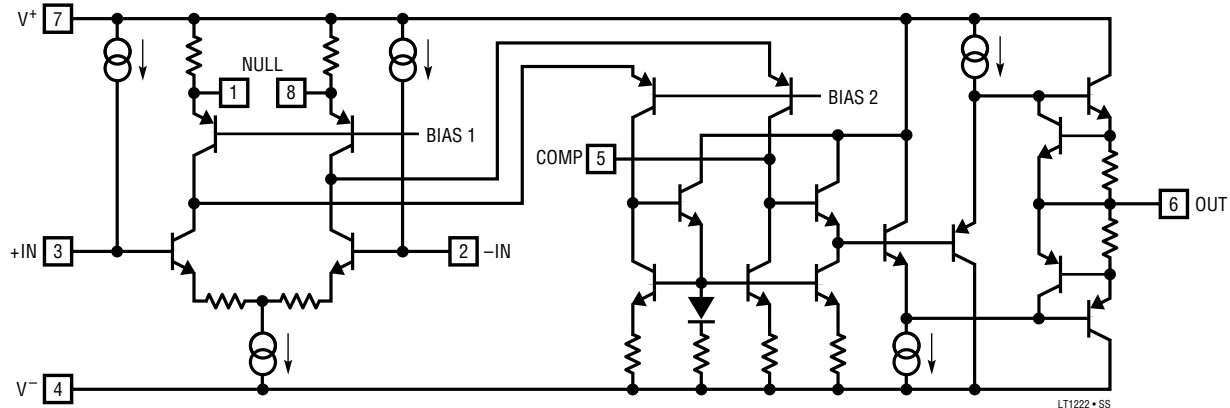 V+ 7
NULL
1
8
BIAS 1
BIAS 2
COMP 5
+IN 3
2 −IN
6 OUT
V− 4
LT1222 • SS